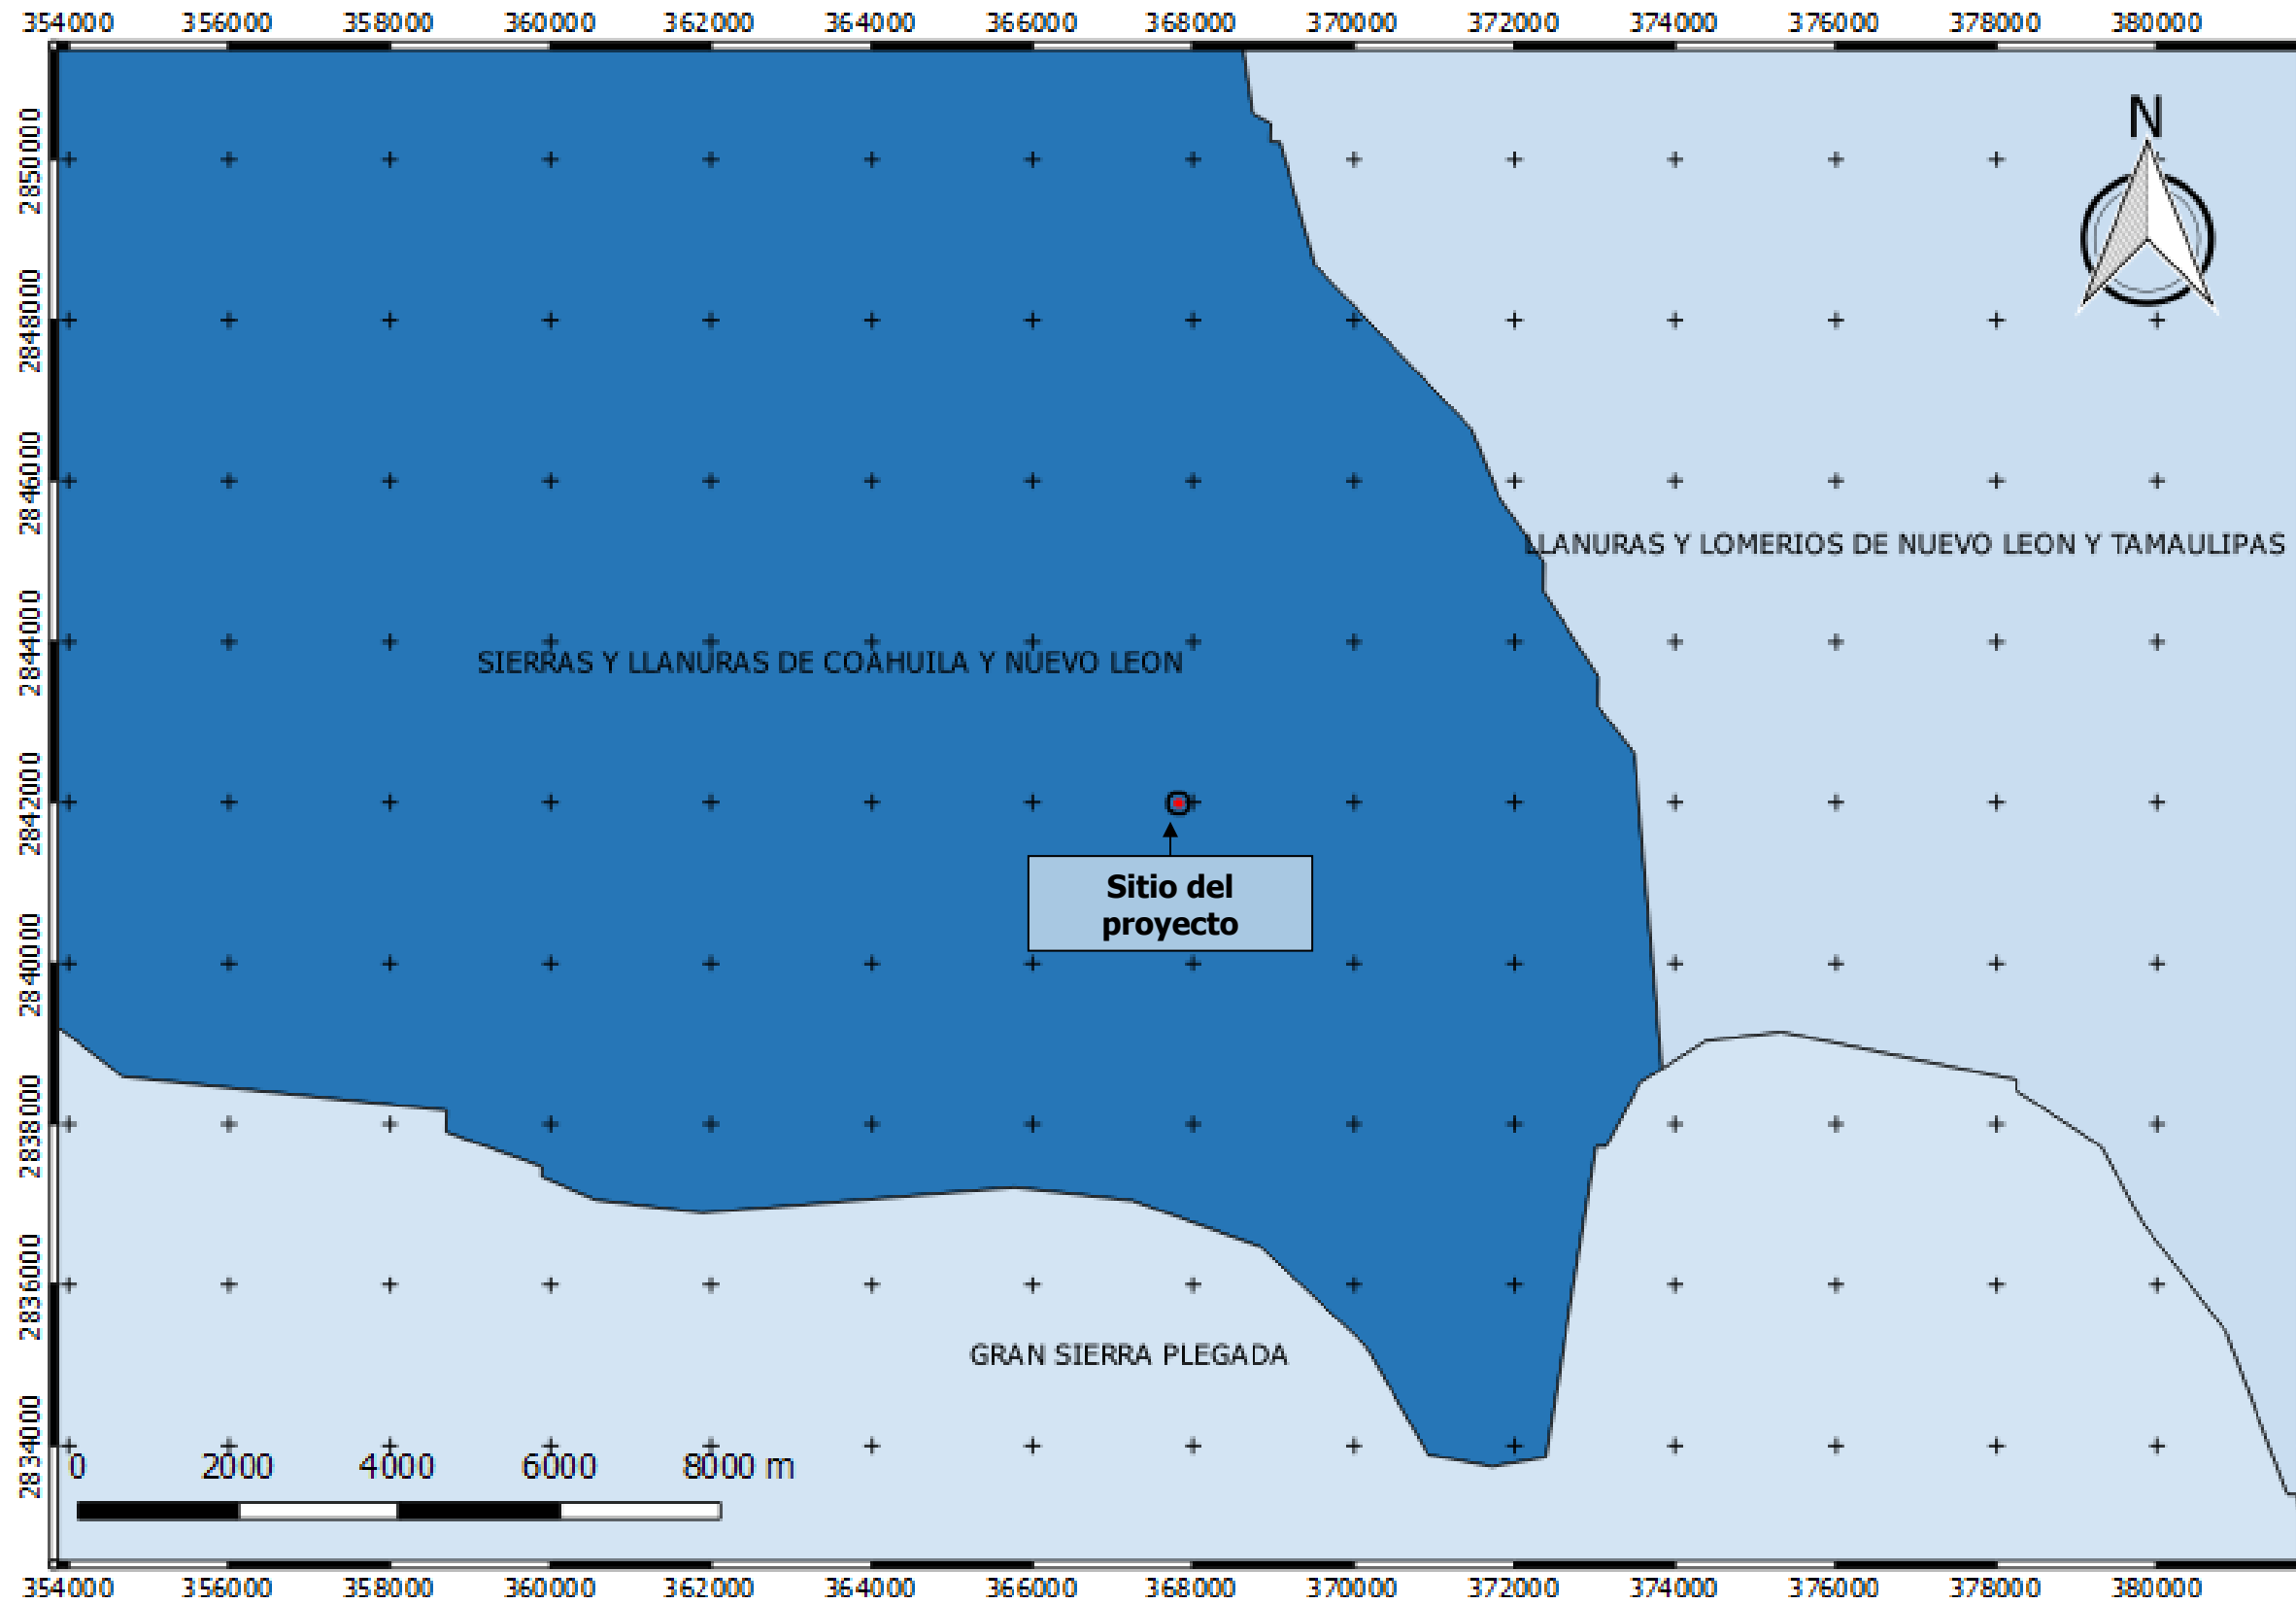 354000 356000 358000 360000 362000 364000 366000 368000 370000 372000 374000 376000 378000 380000
N
2850000
2848000
2846000
LLANURAS Y LOMERIOS DE NUEVO LEON Y TAMAULIPAS
2844000
SIERRAS Y LLANURAS DE COAHUILA Y NUEVO LEON
2842000
Sitio del
proyecto
2840000
2838000
2836000
GRAN SIERRA PLEGADA
2834000
0 2000 4000 6000 8000 m
354000 356000 358000 360000 362000 364000 366000 368000 370000 372000 374000 376000 378000 380000